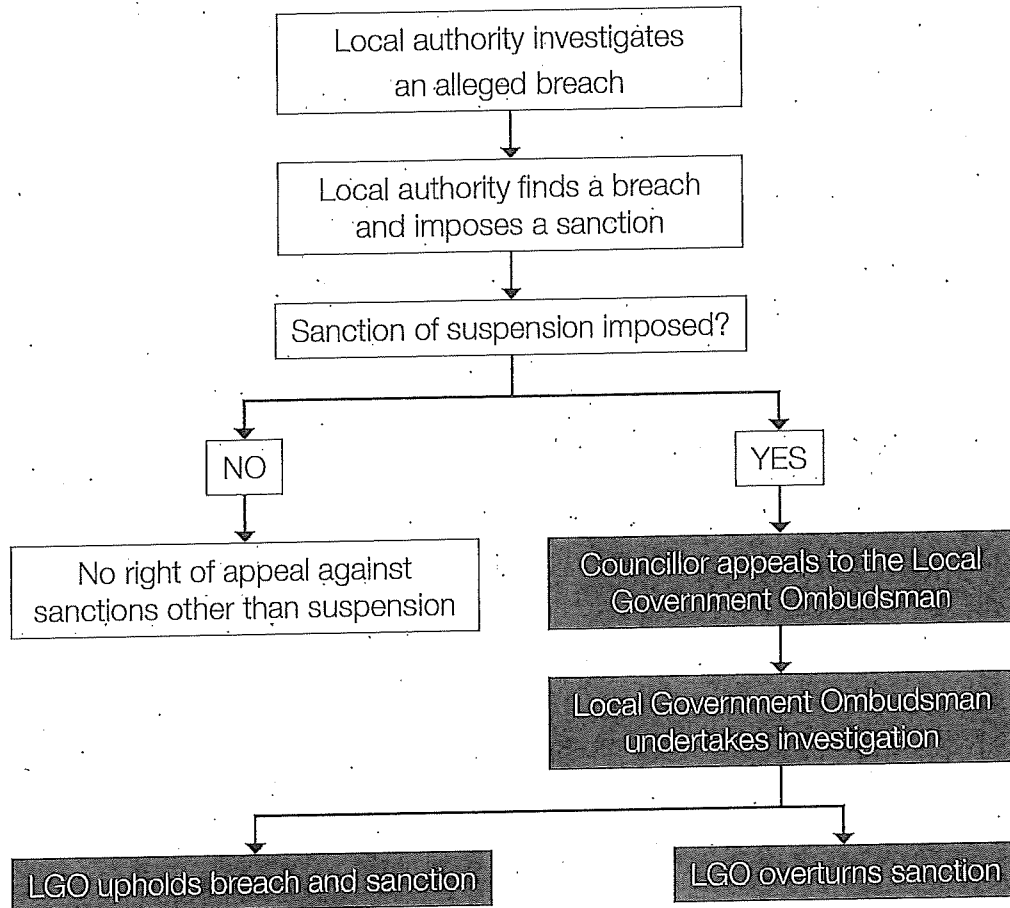 Local authority investigates
an alleged breach
Local authority finds a breach
and imposes a sanction
Sanction of suspension imposed?
NO
YES
No right of appeal against
sanctions other than suspension
Councillor appeals to the Local
Government Ombudsman
Local Government Ombudsman
undertakes investigation
LGO upholds breach and sanction
LGO overturns sanction